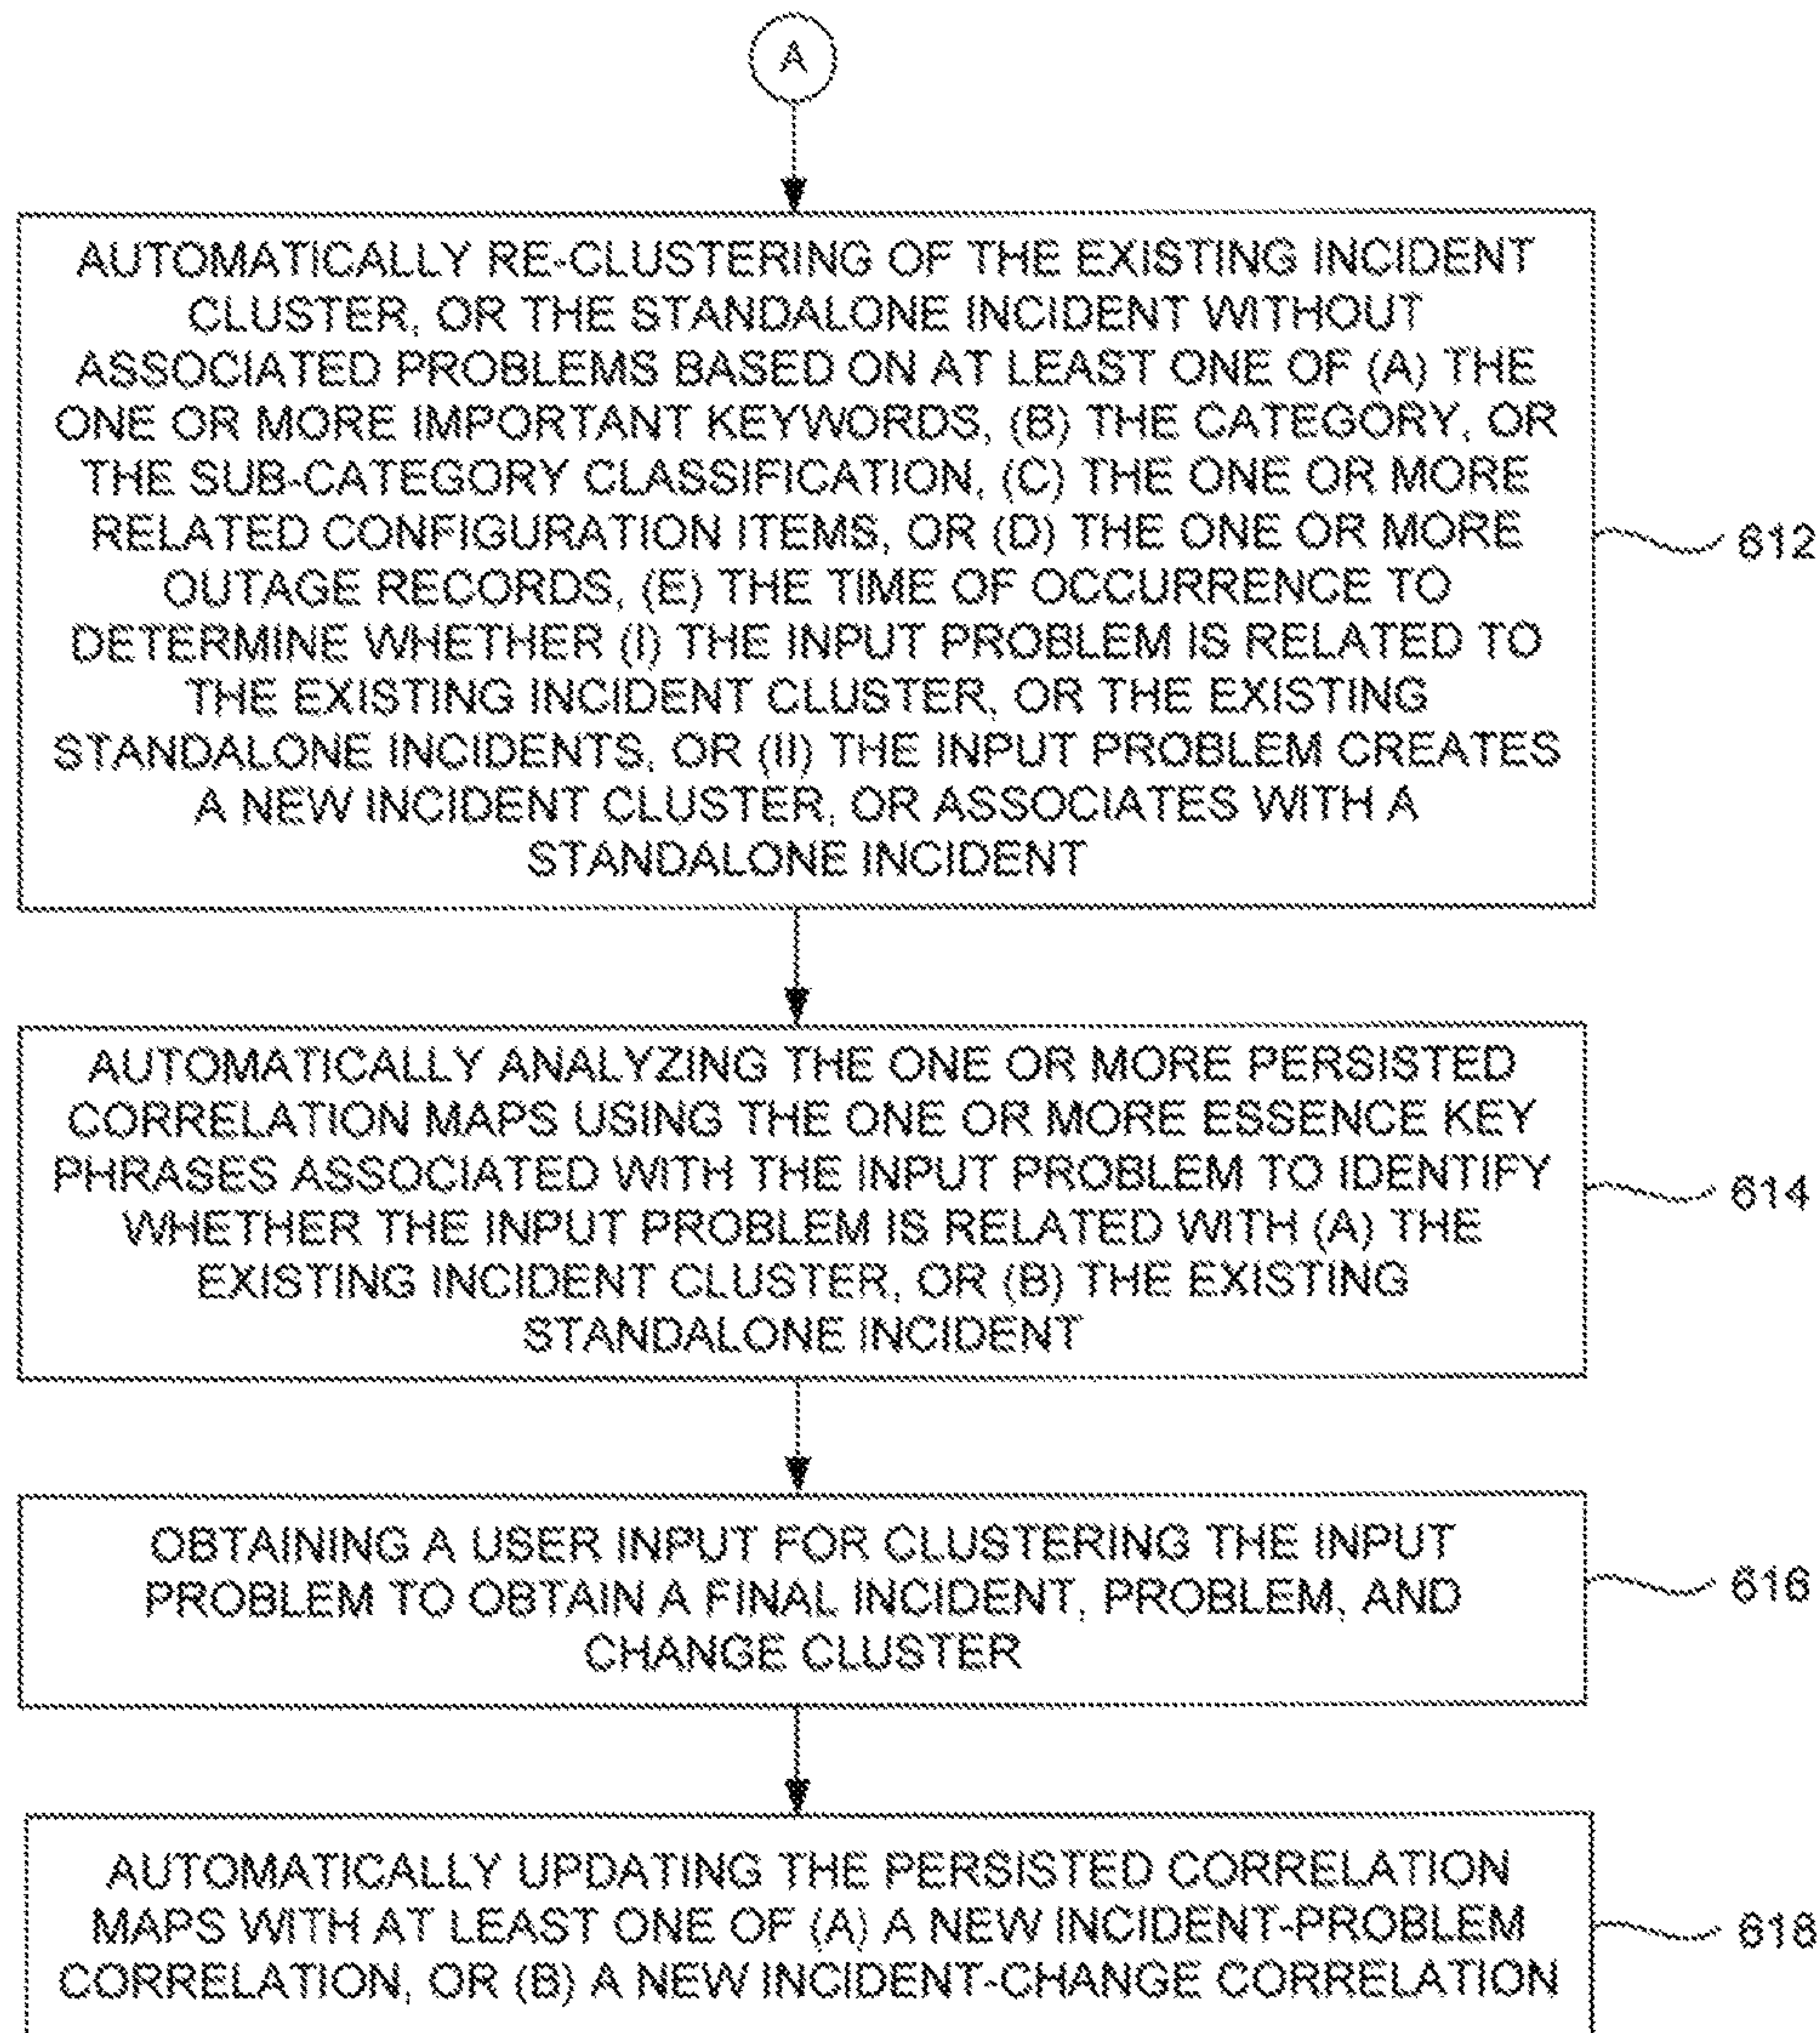 A
AUTOMATICALLY RE-CLUSTERING OF THE EXISTING INCIDENT
CLUSTER, OR THE STANDALONE INCIDENT WITHOUT
ASSOCIATED PROBLEMS BASED ON AT LEAST ONE OF (A) THE
ONE OR MORE IMPORTANT KEYWORDS, (B) THE CATEGORY, OR
THE SUB-CATEGORY CLASSIFICATION, (C) THE ONE OR MORE
RELATED CONFIGURATION ITEMS, OR (D) THE ONE OR MORE
OUTAGE RECORDS, (E) THE TIME OF OCCURRENCE TO
DETERMINE WHETHER (I) THE INPUT PROBLEM IS RELATED TO
THE EXISTING INCIDENT CLUSTER, OR THE EXISTING
STANDALONE INCIDENTS, OR (II) THE INPUT PROBLEM CREATES
A NEW INCIDENT CLUSTER, OR ASSOCIATES WITH A
STANDALONE INCIDENT
612
AUTOMATICALLY ANALYZING THE ONE OR MORE PERSISTED
CORRELATION MAPS USING THE ONE OR MORE ESSENCE KEY
PHRASES ASSOCIATED WITH THE INPUT PROBLEM TO IDENTIFY
WHETHER THE INPUT PROBLEM IS RELATED WITH (A) THE
EXISTING INCIDENT CLUSTER, OR (B) THE EXISTING
STANDALONE INCIDENT
614
OBTAINING A USER INPUT FOR CLUSTERING THE INPUT
PROBLEM TO OBTAIN A FINAL INCIDENT, PROBLEM, AND
CHANGE CLUSTER
616
AUTOMATICALLY UPDATING THE PERSISTED CORRELATION
MAPS WITH AT LEAST ONE OF (A) A NEW INCIDENT-PROBLEM
CORRELATION, OR (B) A NEW INCIDENT-CHANGE CORRELATION
618